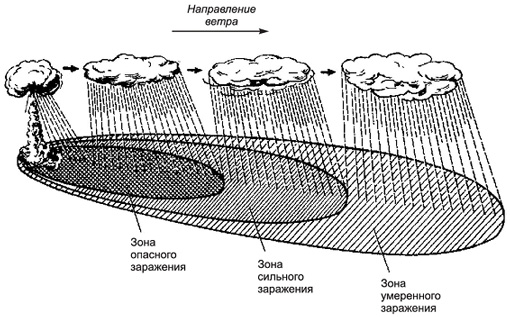 Направление
ветра
Зона
опасного
заражения
Зона
сильного
заражения
Зона
умеренного
заражения